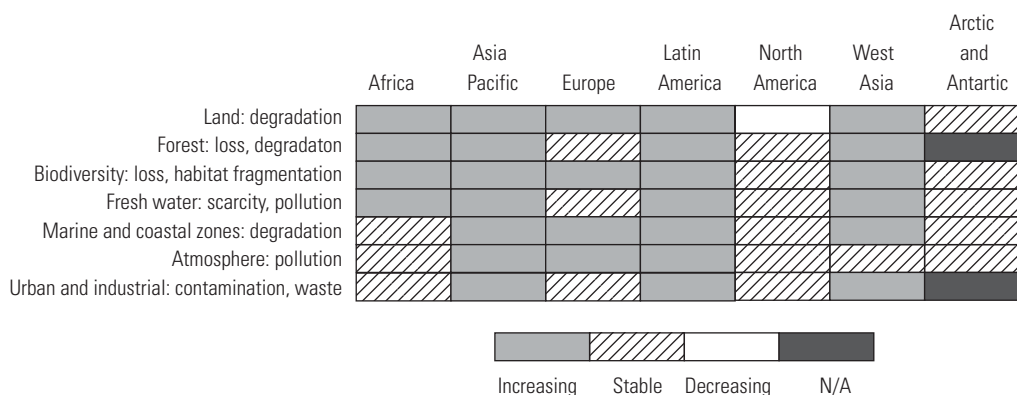 Arctic
Asia Latin North West and
Africa Pacific Europe America America Asia Antartic
Land: degradation
Forest: loss, degradaton
Biodiversity: loss, habitat fragmentation
Fresh water: scarcity, pollution
Marine and coastal zones: degradation
Atmosphere: pollution
Urban and industrial: contamination, waste
Increasing Stable Decreasing N/A